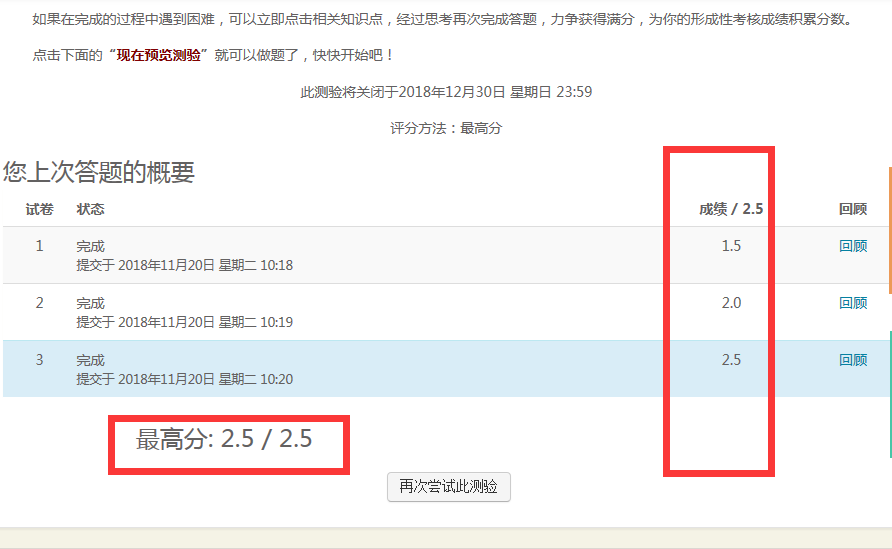 如果在完成的过程中遇到困难，可以立即点击相关知识点，经过思考再次完成答题，力争获得满分，为你的形成性考核成绩积累分数。
点击下面的“现在预览测验”就可以做题了，快快开始吧！
此测验将关闭于2018年12月30日 星期日 23:59
评分方法：最高分
您上次答题的概要
试卷 状态 成绩 / 2.5 回顾
1 完成 1.5 回顾
提交于 2018年11月20日 星期二 10:18
2 完成 2.0 回顾
提交于 2018年11月20日 星期二 10:19
3 完成 2.5 回顾
提交于 2018年11月20日 星期二 10:20
最高分: 2.5 / 2.5
再次尝试此测验